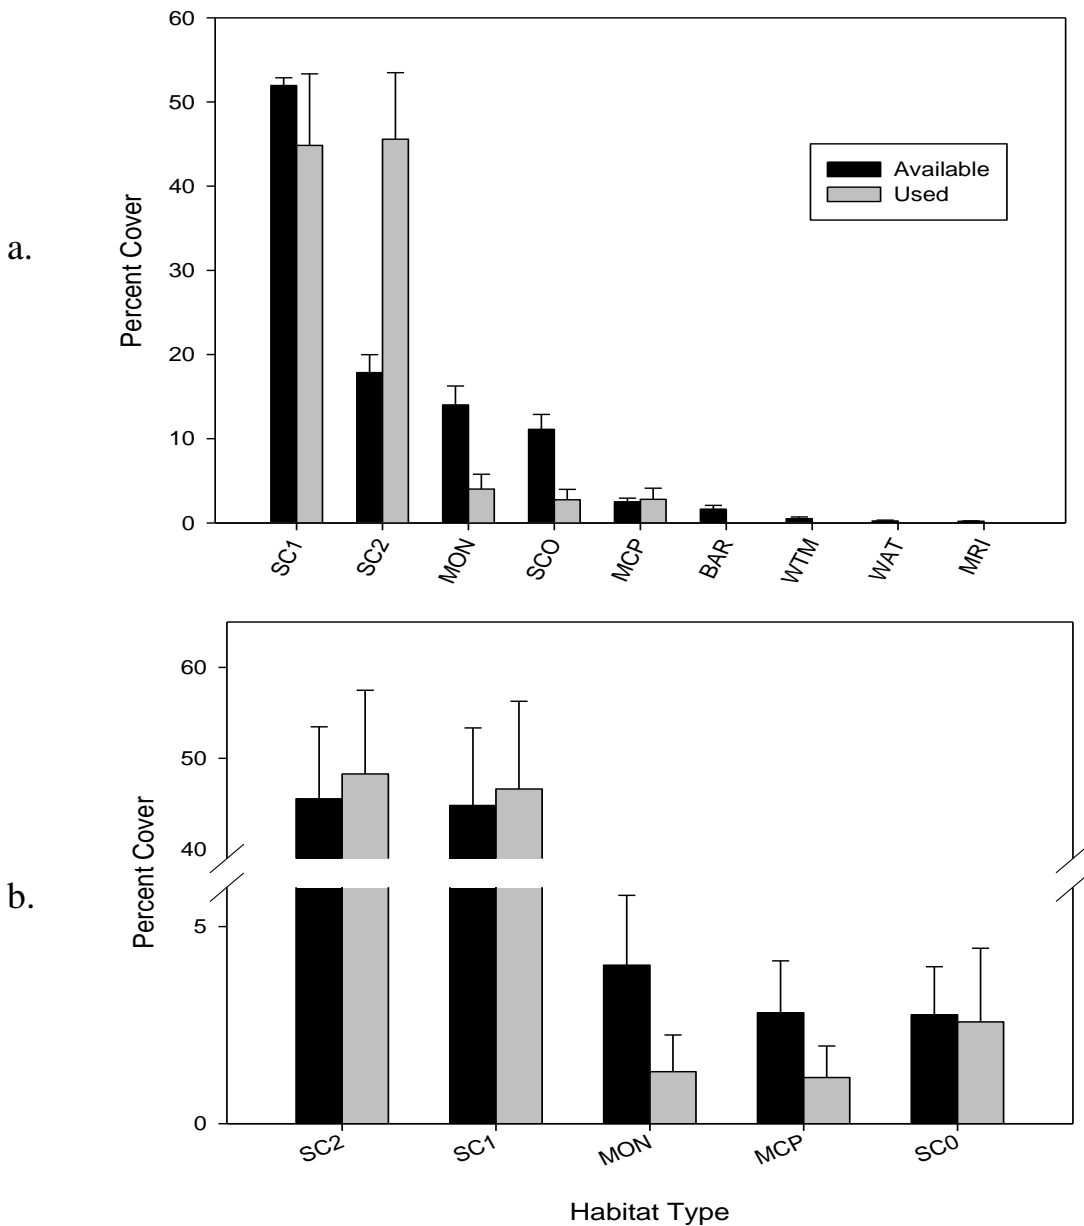 a.
Percent Cover
60
50
40
30
20
10
0
Available
Used
SC1
SC2
MON
SCO
MCP
BAR
WTM
WAT
MRI
b.
Percent Cover
60
50
40
5
0
SC2
SC1
MON
MCP
SC0
Habitat Type